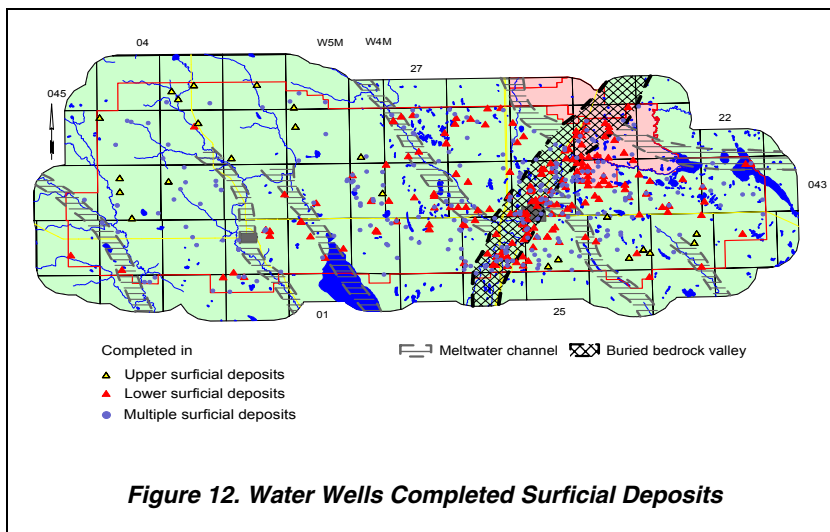 04
W5M W4M
27
045
22
043
01
25
Completed in
Upper surficial deposits
Lower surficial deposits
Multiple surficial deposits
Meltwater channel
Buried bedrock valley
Figure 12. Water Wells Completed Surficial Deposits